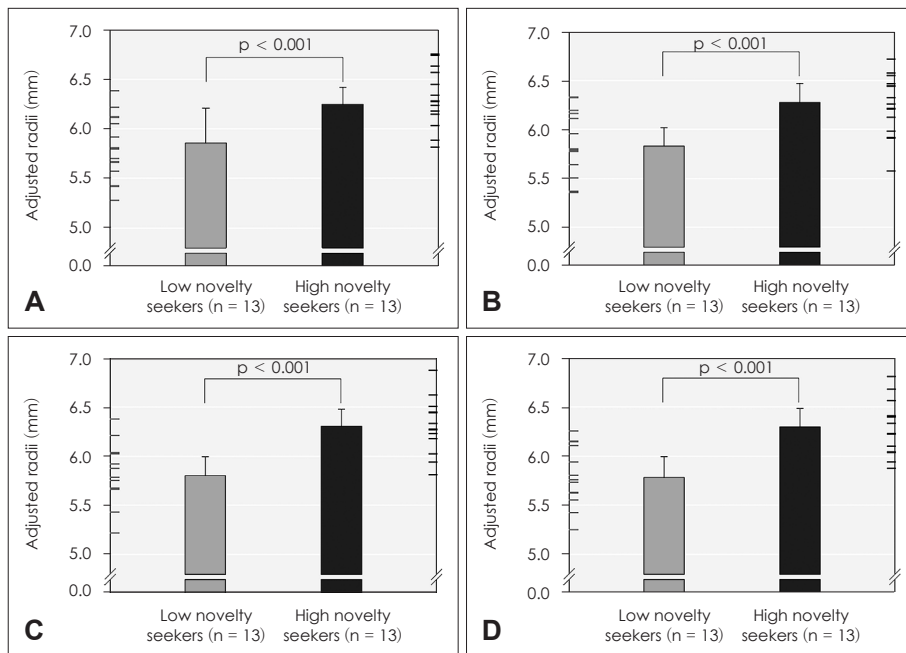 7.0
p < 0.001
6.5
6.0
5.5
5.0
0.0
Adjusted radii (mm)
Low novelty
seekers (n = 13)
High novelty
seekers (n = 13)
A
7.0
p < 0.001
6.5
6.0
5.5
5.0
0.0
Adjusted radii (mm)
Low novelty
seekers (n = 13)
High novelty
seekers (n = 13)
B
7.0
p < 0.001
6.5
6.0
5.5
5.0
0.0
Adjusted radii (mm)
Low novelty
seekers (n = 13)
High novelty
seekers (n = 13)
C
7.0
p < 0.001
6.5
6.0
5.5
5.0
0.0
Adjusted radii (mm)
Low novelty
seekers (n = 13)
High novelty
seekers (n = 13)
D